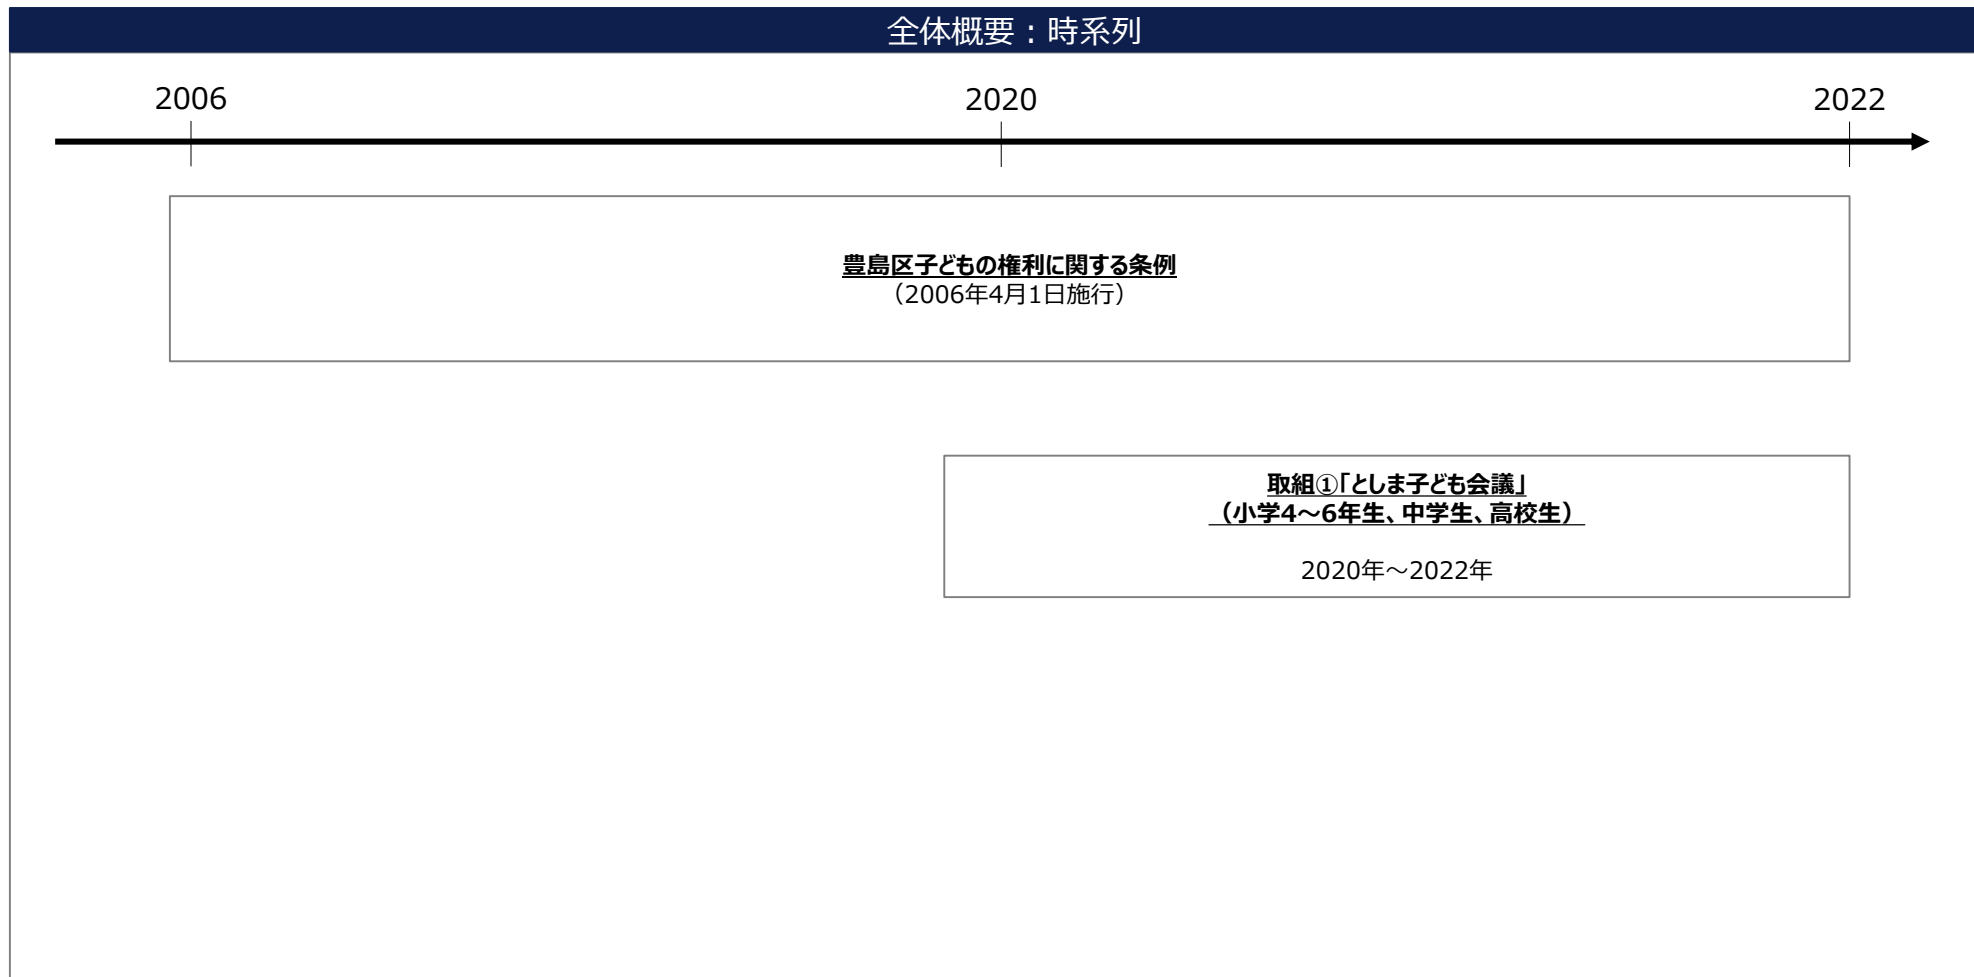 全体概要：時系列
2006
2020
2022
豊島区子どもの権利に関する条例
（2006年4月1日施行）
取組①「としま子ども会議」
（小学4～6年生、中学生、高校生）
2020年～2022年